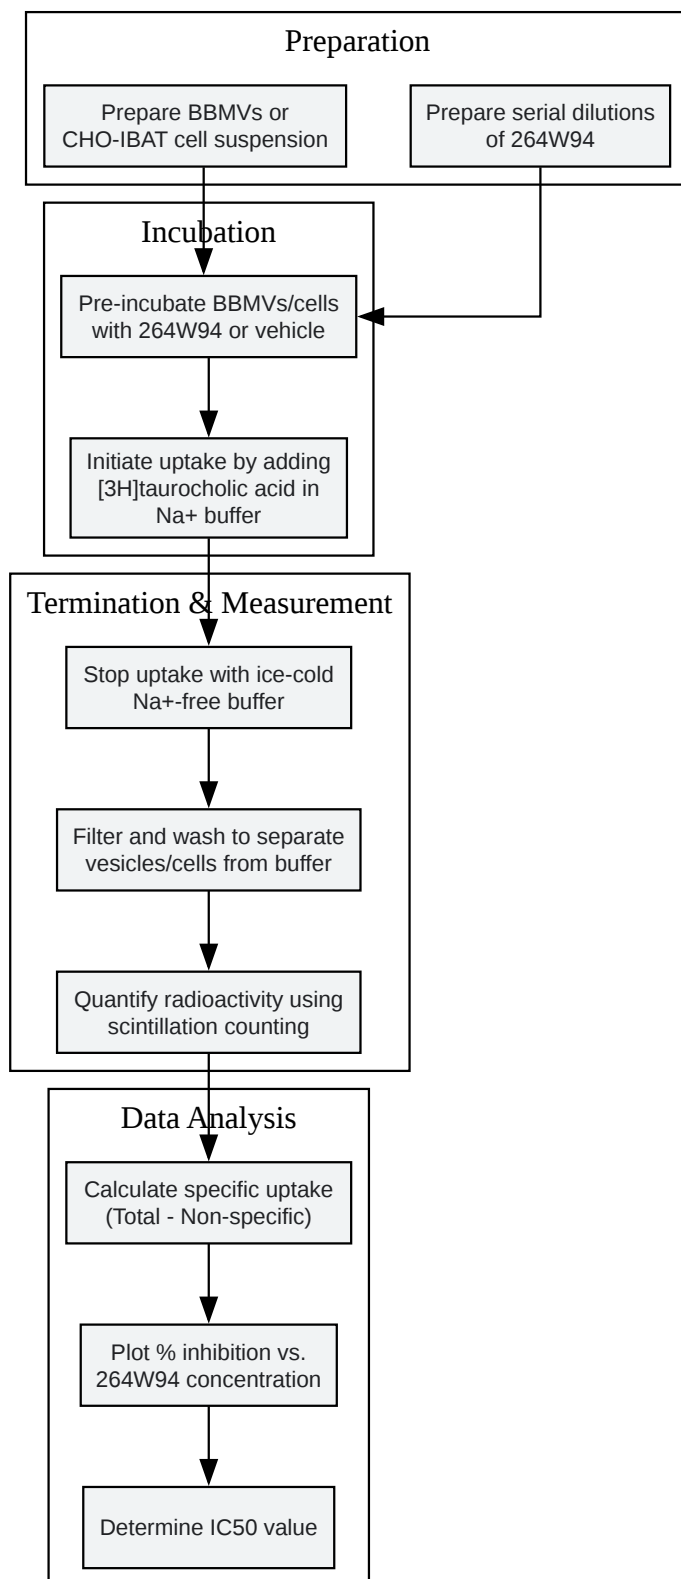 Preparation
Prepare BBMVs or
CHO-IBAT cell suspension
Prepare serial dilutions
of 264W94
Incubation
Pre-incubate BBMVs/cells
with 264W94 or vehicle
Initiate uptake by adding
[3H]taurocholic acid in
Na+ buffer
Termination & Measurement
Stop uptake with ice-cold
Na+-free buffer
Filter and wash to separate
vesicles/cells from buffer
Quantify radioactivity using
scintillation counting
Data Analysis
Calculate specific uptake
(Total - Non-specific)
Plot % inhibition vs.
264W94 concentration
Determine IC50 value